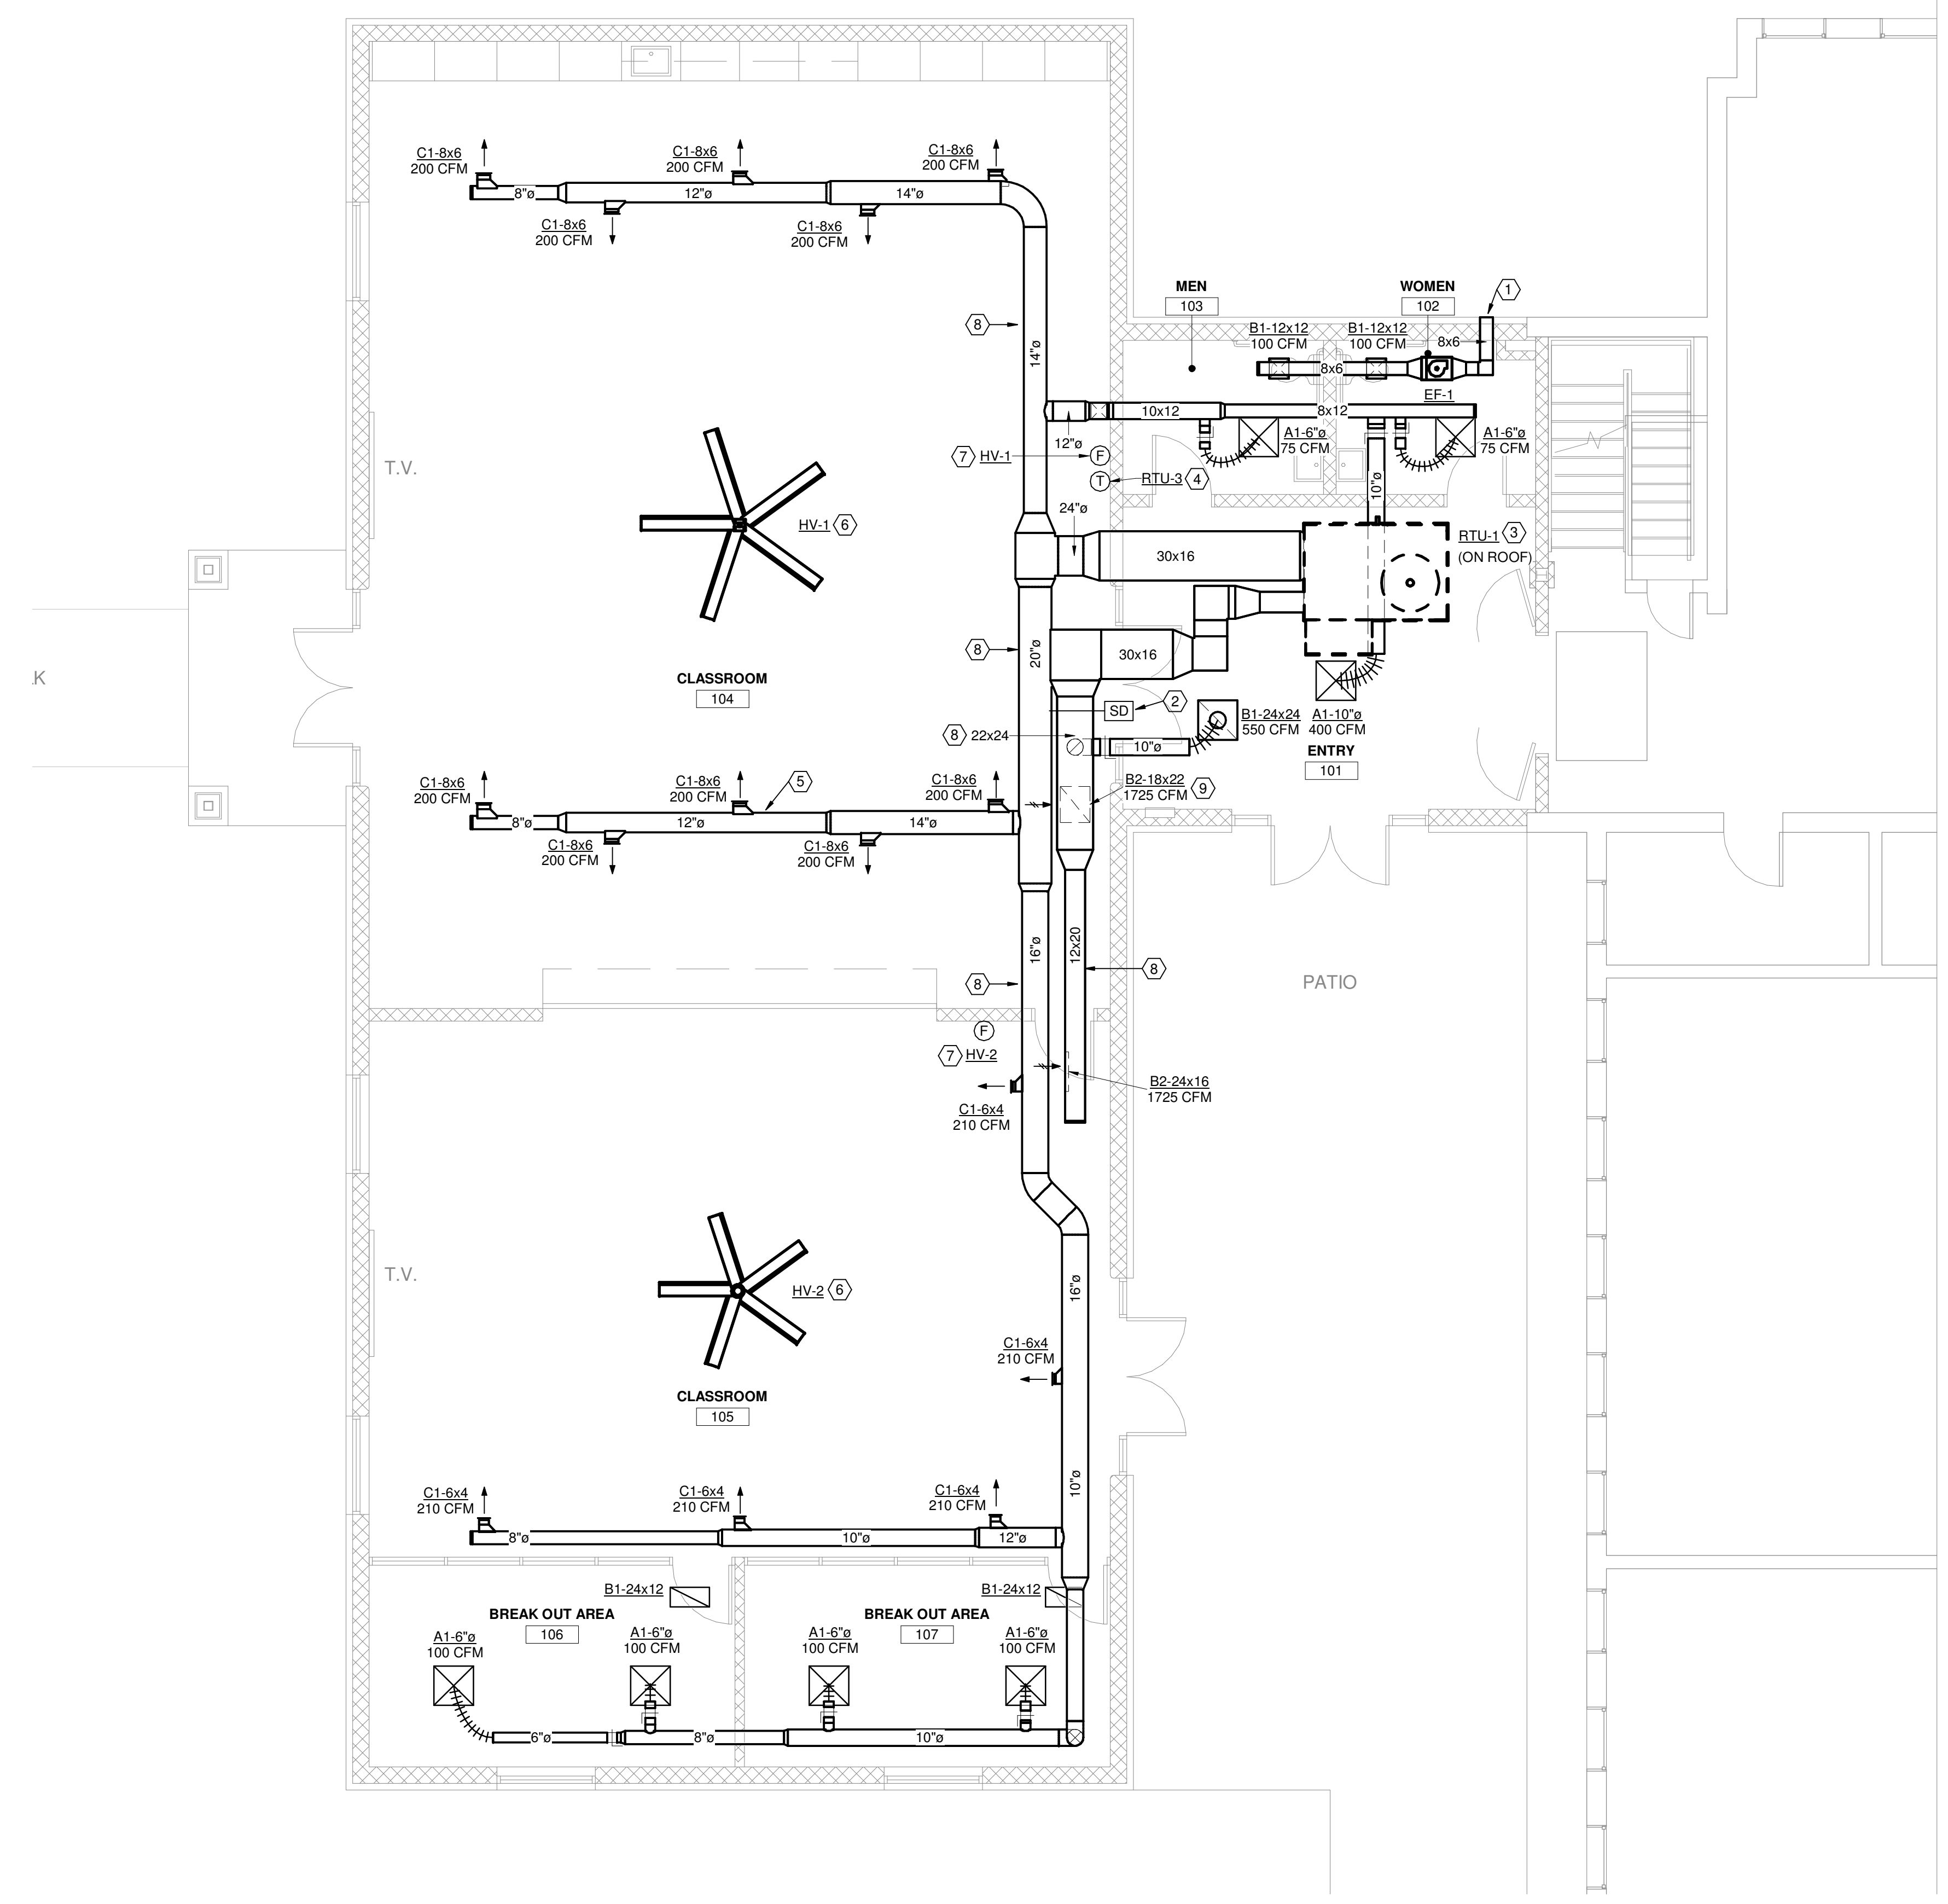 C1-8x6
200 CFM
C1-8x6
200 CFM
C1-8x6
200 CFM
8"ø
12"ø
14"ø
C1-8x6
200 CFM
C1-8x6
200 CFM
MEN
103
WOMEN
102
1
B1-12x12
100 CFM
B1-12x12
100 CFM
8x6
8x6
EF-1
8
14"ø
10x12
8x12
12"ø
A1-6"ø
75 CFM
A1-6"ø
75 CFM
7
HV-1
F
T
RTU-3
4
T.V.
10"ø
24"ø
HV-1
6
30x16
RTU-1
3
(ON ROOF)
8
20"ø
30x16
.K
CLASSROOM
104
SD
2
8
22x24
10"ø
B1-24x24
550 CFM
A1-10"ø
400 CFM
ENTRY
101
C1-8x6
200 CFM
C1-8x6
200 CFM
5
C1-8x6
200 CFM
B2-18x22
1725 CFM
9
8"ø
12"ø
14"ø
C1-8x6
200 CFM
C1-8x6
200 CFM
16"ø
12x20
8
8
PATIO
F
7
HV-2
B2-24x16
1725 CFM
C1-6x4
210 CFM
T.V.
HV-2
6
16"ø
C1-6x4
210 CFM
CLASSROOM
105
10"ø
C1-6x4
210 CFM
C1-6x4
210 CFM
C1-6x4
210 CFM
8"ø
10"ø
12"ø
B1-24x12
B1-24x12
BREAK OUT AREA
106
BREAK OUT AREA
107
A1-6"ø
100 CFM
A1-6"ø
100 CFM
A1-6"ø
100 CFM
A1-6"ø
100 CFM
6"ø
8"ø
10"ø